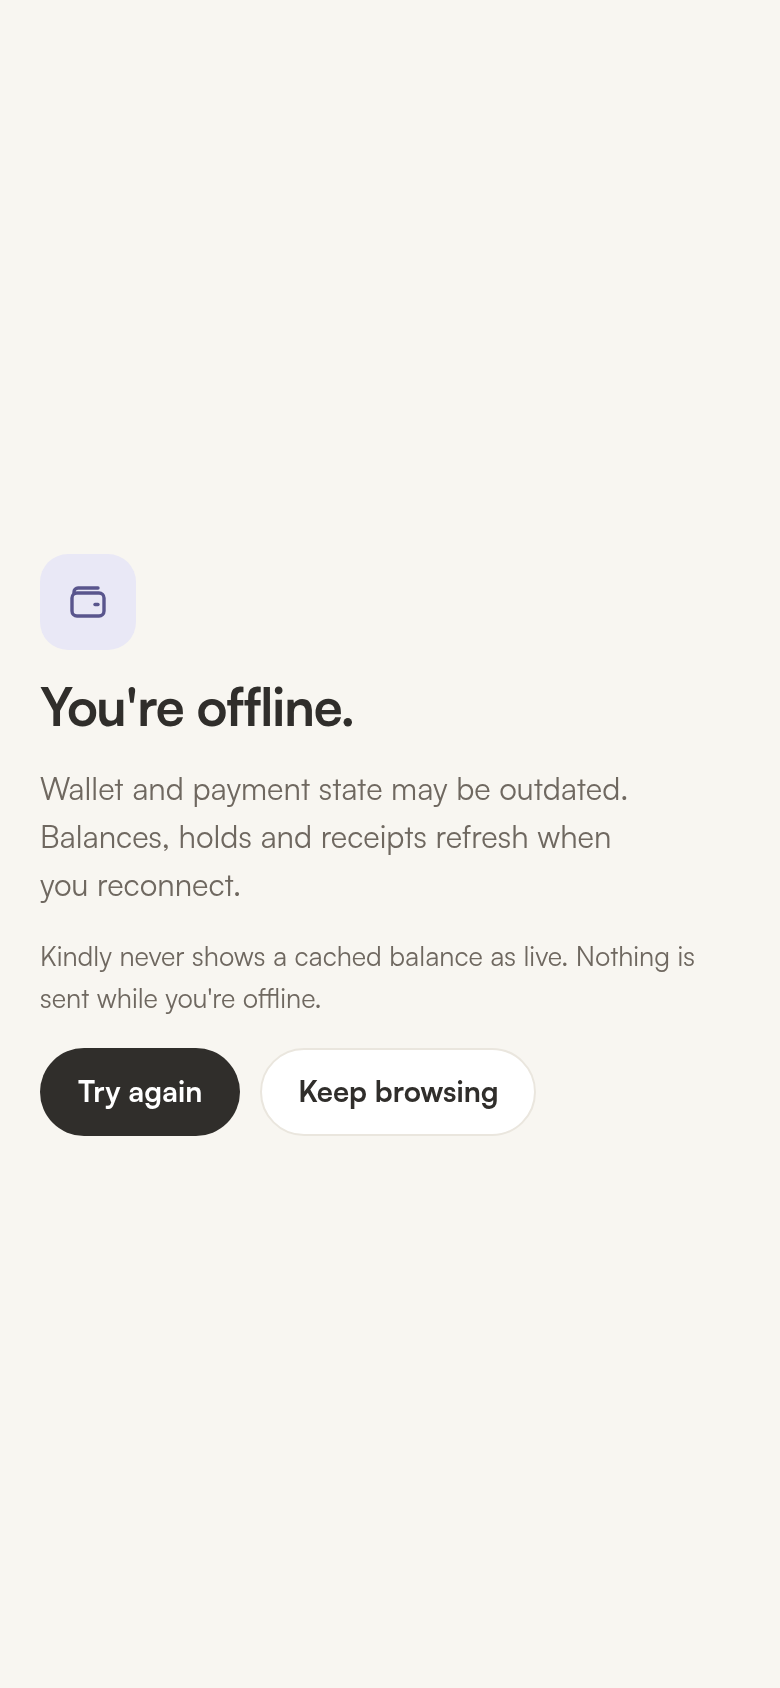 You're offline.
Wallet and payment state may be outdated.
Balances, holds and receipts refresh when
you reconnect.
Kindly never shows a cached balance as live. Nothing is
sent while you're offline.
Try again
Keep browsing